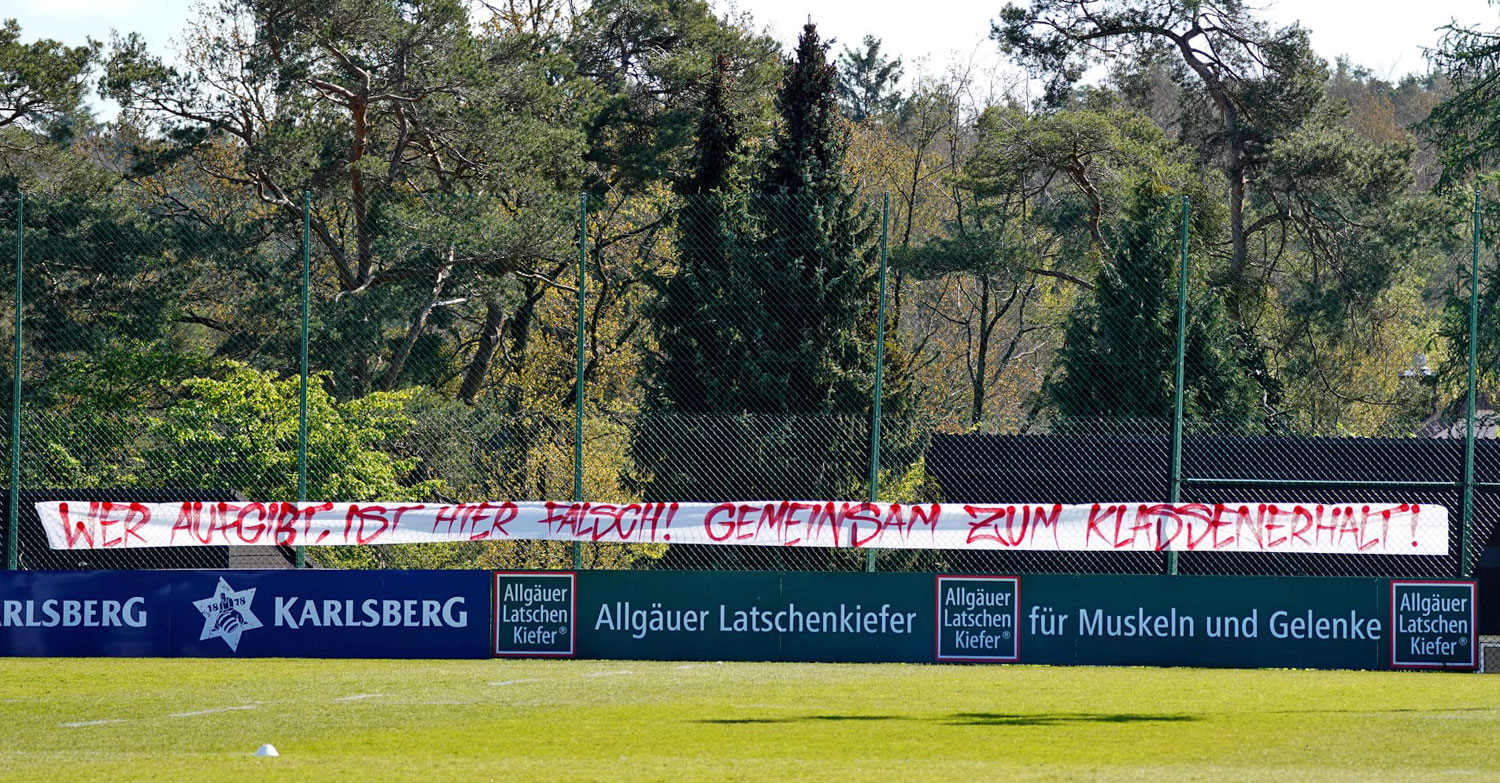 WER AUFGIBT, IST HIER FALSCH! GEMEINSAM ZUM KLASSENERHALT!
RLSBERG
1878
KARLSBERG
Allgäuer
Latschen
Kiefer®
Allgäuer Latschenkiefer
Allgäuer
Latschen
Kiefer®
für Muskeln und Gelenke
Allgäuer
Latschen
Kiefer®